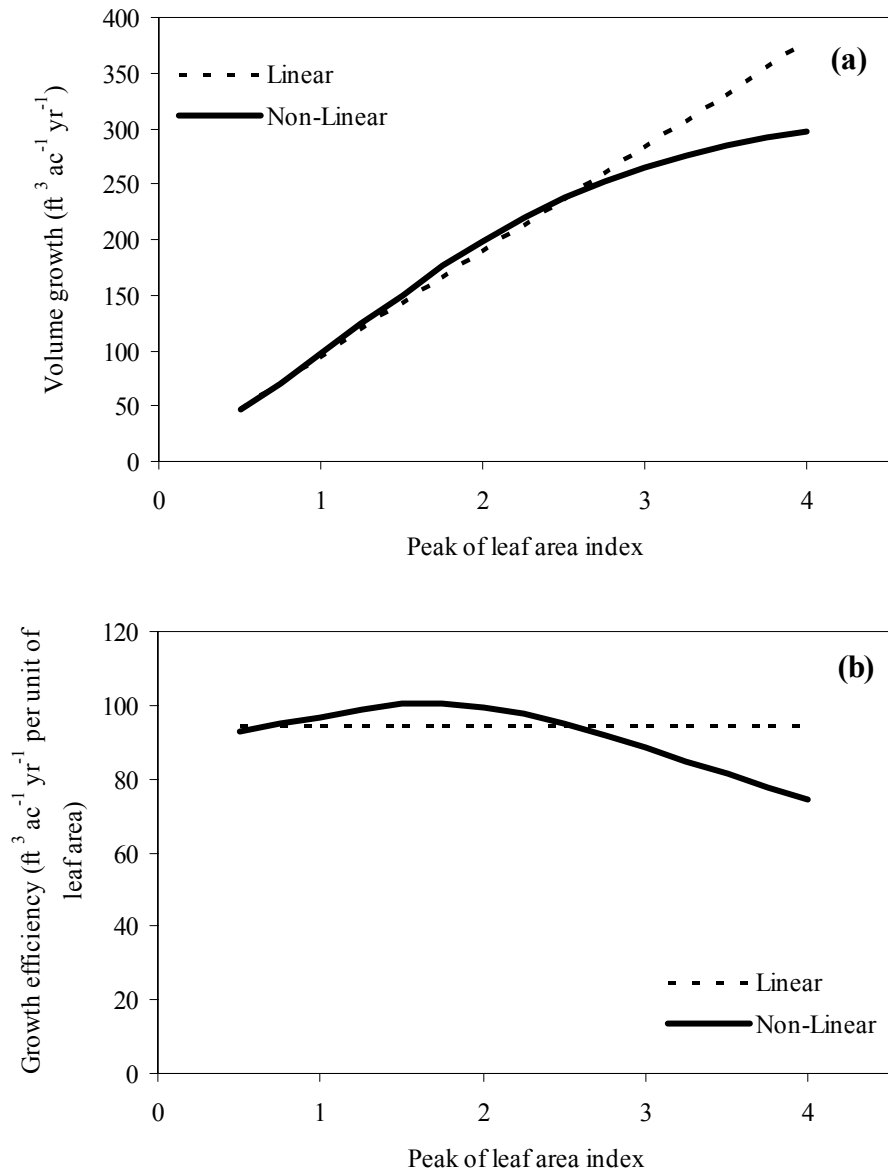 400
350
300
250
200
150
100
50
0
Volume growth (ft ³ ac⁻¹ yr⁻¹)
Linear
Non-Linear
(a)
0 1 2 3 4
Peak of leaf area index
120
100
80
60
40
20
0
Growth efficiency (ft ³ ac⁻¹ yr⁻¹ per unit of
leaf area)
(b)
Linear
Non-Linear
0 1 2 3 4
Peak of leaf area index